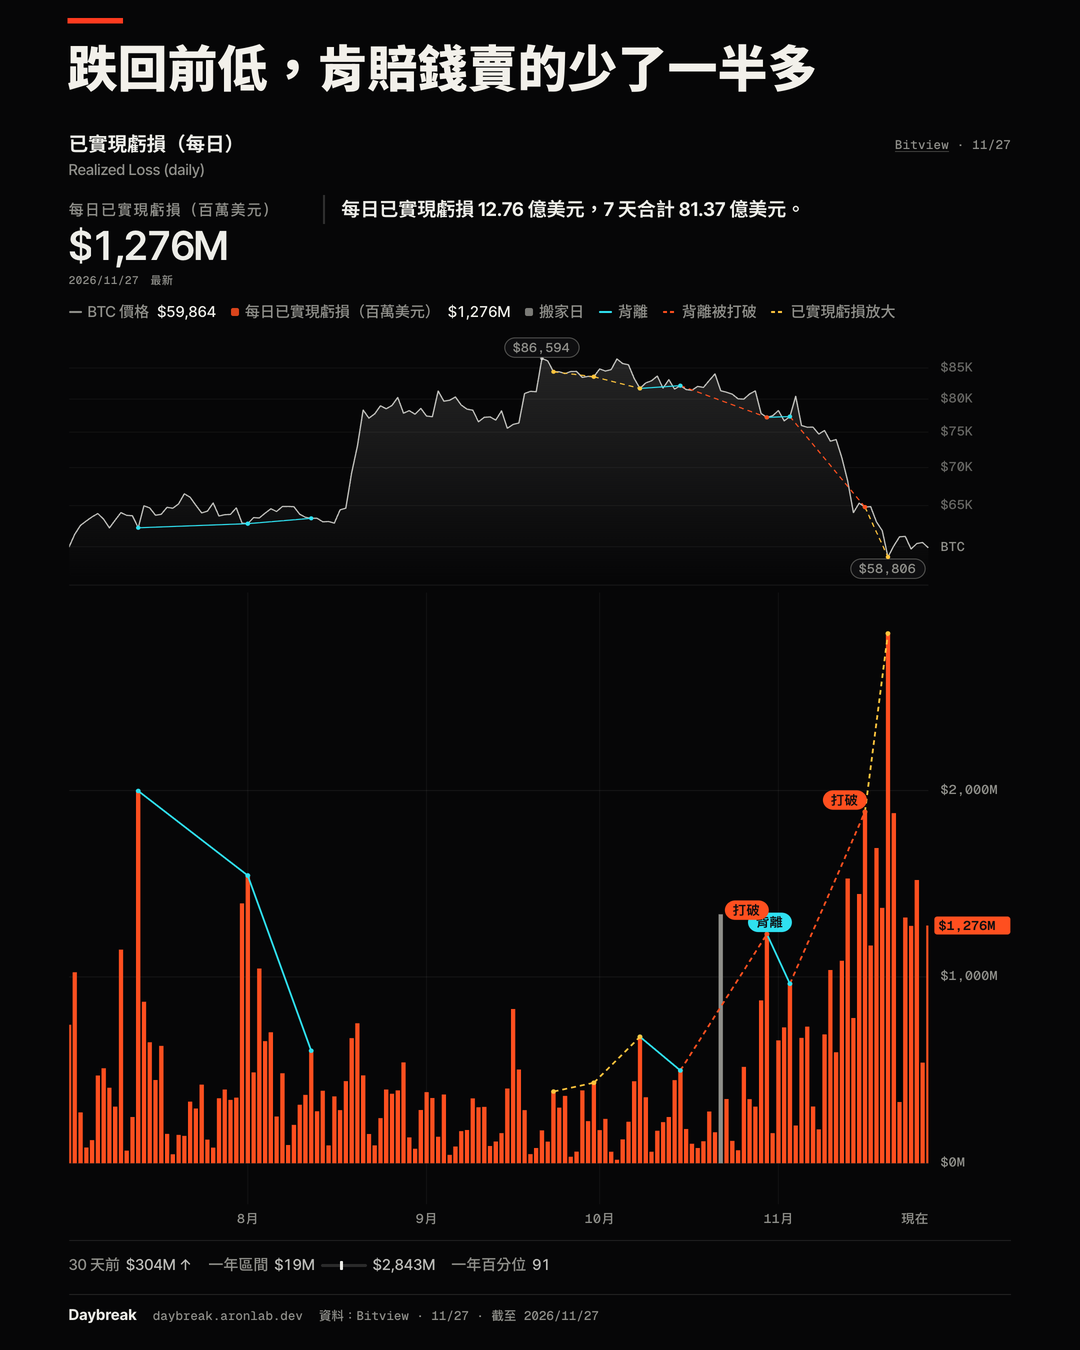 跌回前低，肯賠錢賣的少了一半多
已實現虧損（每日）
Bitview · 11/27
Realized Loss (daily)
每日已實現虧損（百萬美元）
每日已實現虧損 12.76 億美元，7 天合計 81.37 億美元。
$1,276M
2026/11/27 最新
BTC 價格 $59,864 每日已實現虧損（百萬美元） $1,276M 搬家日 背離 背離被打破 已實現虧損放大
$86,594
$85K
$80K
$75K
$70K
$65K
BTC
$58,806
$2,000M
打破
打破
背離
$1,276M
$1,000M
$0M
8月 9月 10月 11月 現在
30 天前 $304M ↑ 一年區間 $19M $2,843M 一年百分位 91
Daybreak daybreak.aronlab.dev 資料：Bitview · 11/27 · 截至 2026/11/27